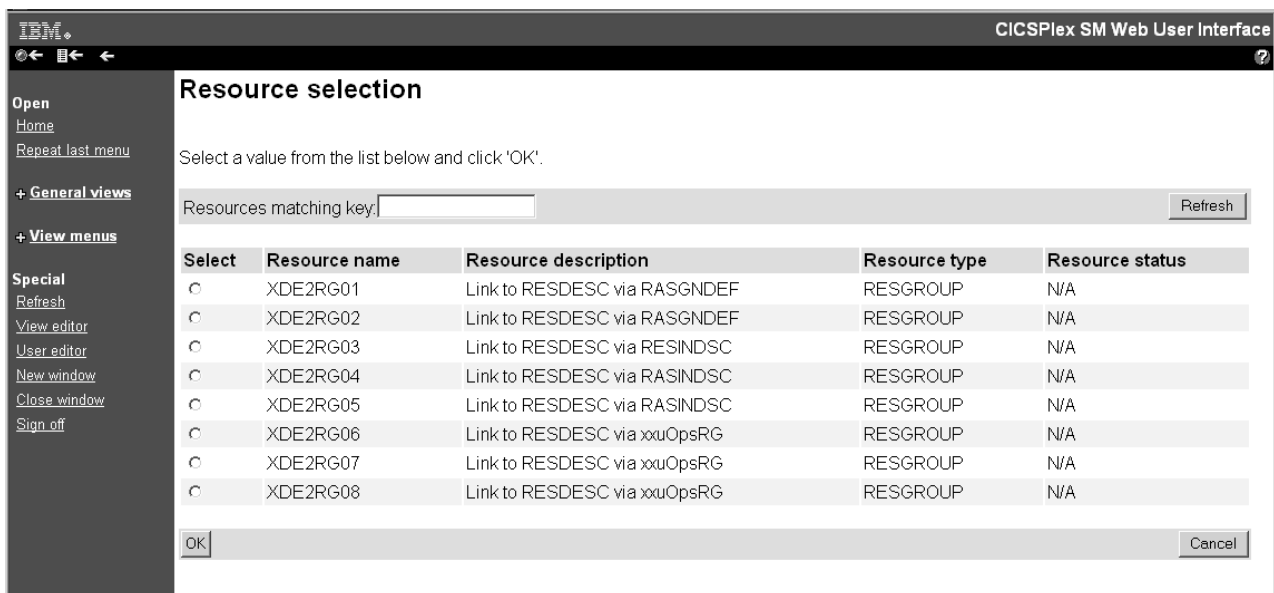 IBM.
CICSPlex SM Web User Interface
Open
Home
Repeat last menu
+ General views
+ View menus
Special
Refresh
View editor
User editor
New window
Close window
Sign off
Resource selection
Select a value from the list below and click 'OK'.
Resources matching key: Refresh
Select Resource name Resource description Resource type Resource status
XDE2RG01 Link to RESDESC via RASGNDEF RESGROUP N/A
XDE2RG02 Link to RESDESC via RASGNDEF RESGROUP N/A
XDE2RG03 Link to RESDESC via RESINDSC RESGROUP N/A
XDE2RG04 Link to RESDESC via RASINDSC RESGROUP N/A
XDE2RG05 Link to RESDESC via RASINDSC RESGROUP N/A
XDE2RG06 Link to RESDESC via xxuOpsRG RESGROUP N/A
XDE2RG07 Link to RESDESC via xxuOpsRG RESGROUP N/A
XDE2RG08 Link to RESDESC via xxuOpsRG RESGROUP N/A
OK Cancel